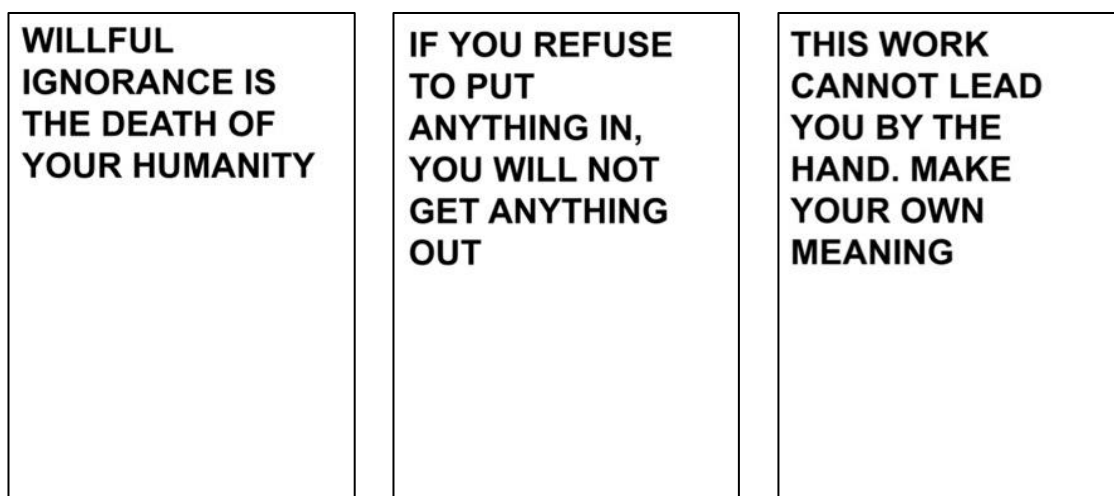 WILLFUL
IGNORANCE IS
THE DEATH OF
YOUR HUMANITY
IF YOU REFUSE
TO PUT
ANYTHING IN,
YOU WILL NOT
GET ANYTHING
OUT
THIS WORK
CANNOT LEAD
YOU BY THE
HAND. MAKE
YOUR OWN
MEANING